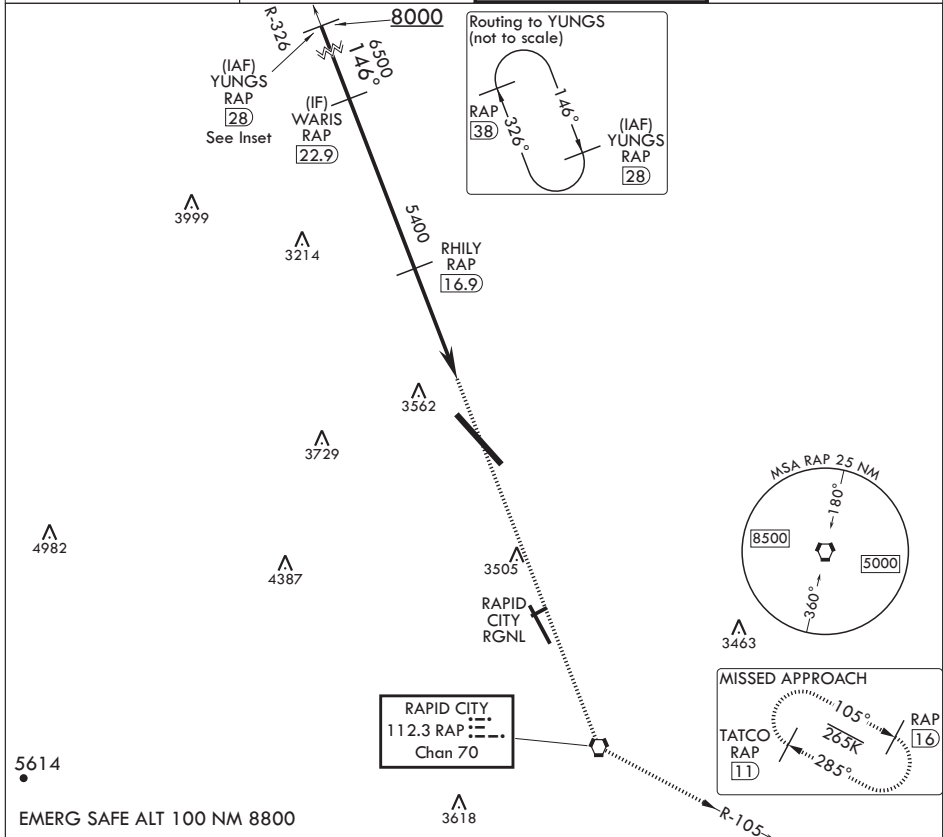 R-326
8000
6500
146°
(IAF)
YUNGS
RAP
28
See Inset
(IF)
WARIS
RAP
22.9
Routing to YUNGS
(not to scale)
RAP
38
326°
146°
(IAF)
YUNGS
RAP
28
3999
3214
5400
RHILY
RAP
16.9
3562
3729
4982
4387
3505
RAPID
CITY
RGNL
MSA RAP 25 NM
180°
8500
5000
360°
3463
RAPID CITY
112.3 RAP
Chan 70
MISSED APPROACH
TATCO
RAP
11
105°
265K
285°
RAP
16
5614
R-105
3618
EMERG SAFE ALT 100 NM 8800